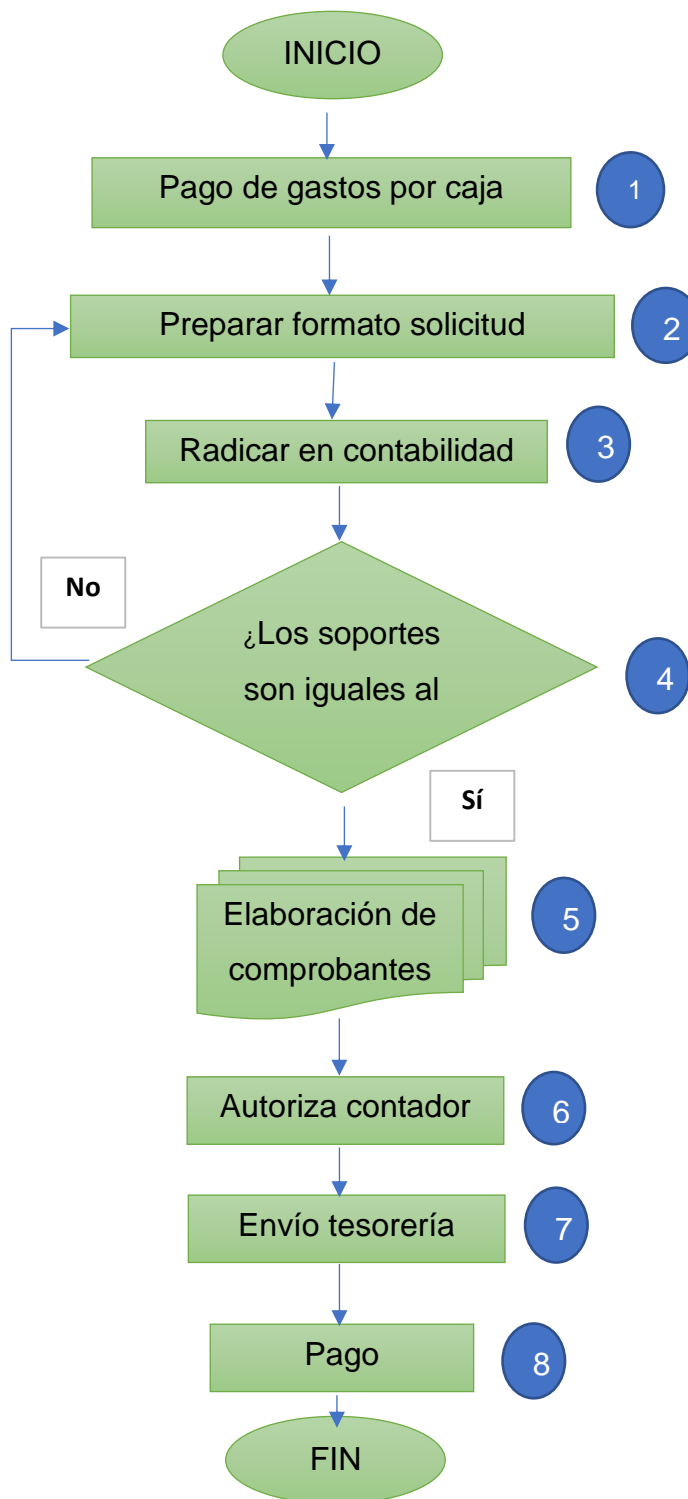 INICIO
Pago de gastos por caja
1
Preparar formato solicitud
2
Radicar en contabilidad
3
No
¿Los soportes
son iguales al
4
Sí
Elaboración de
comprobantes
5
Autoriza contador
6
Envío tesorería
7
Pago
8
FIN